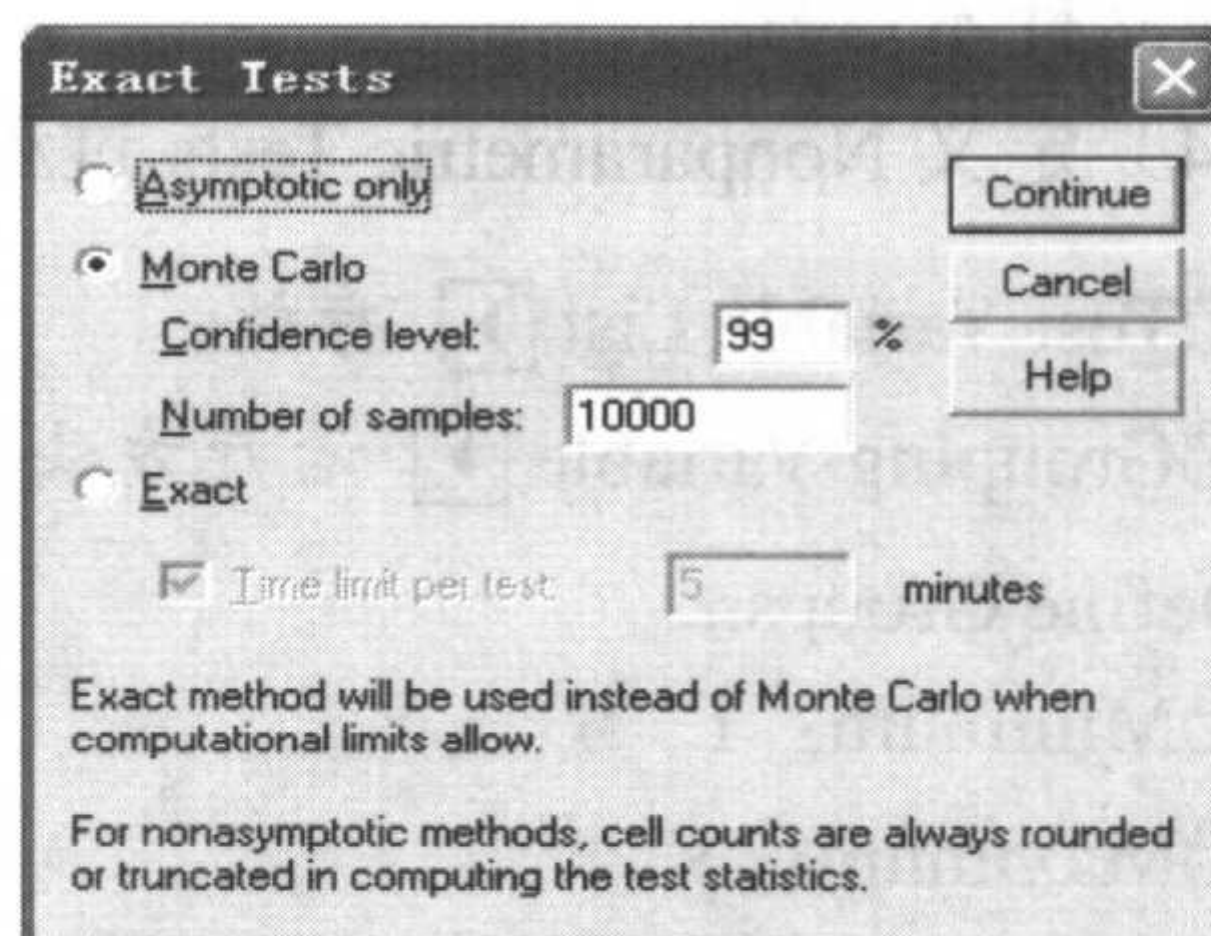 Exact Tests
Asymptotic only
Continue
Monte Carlo
Cancel
Confidence level: 99 %
Help
Number of samples: 10000
Exact
Time limit per test: 5 minutes
Exact method will be used instead of Monte Carlo when
computational limits allow.
For nonasymptotic methods, cell counts are always rounded
or truncated in computing the test statistics.